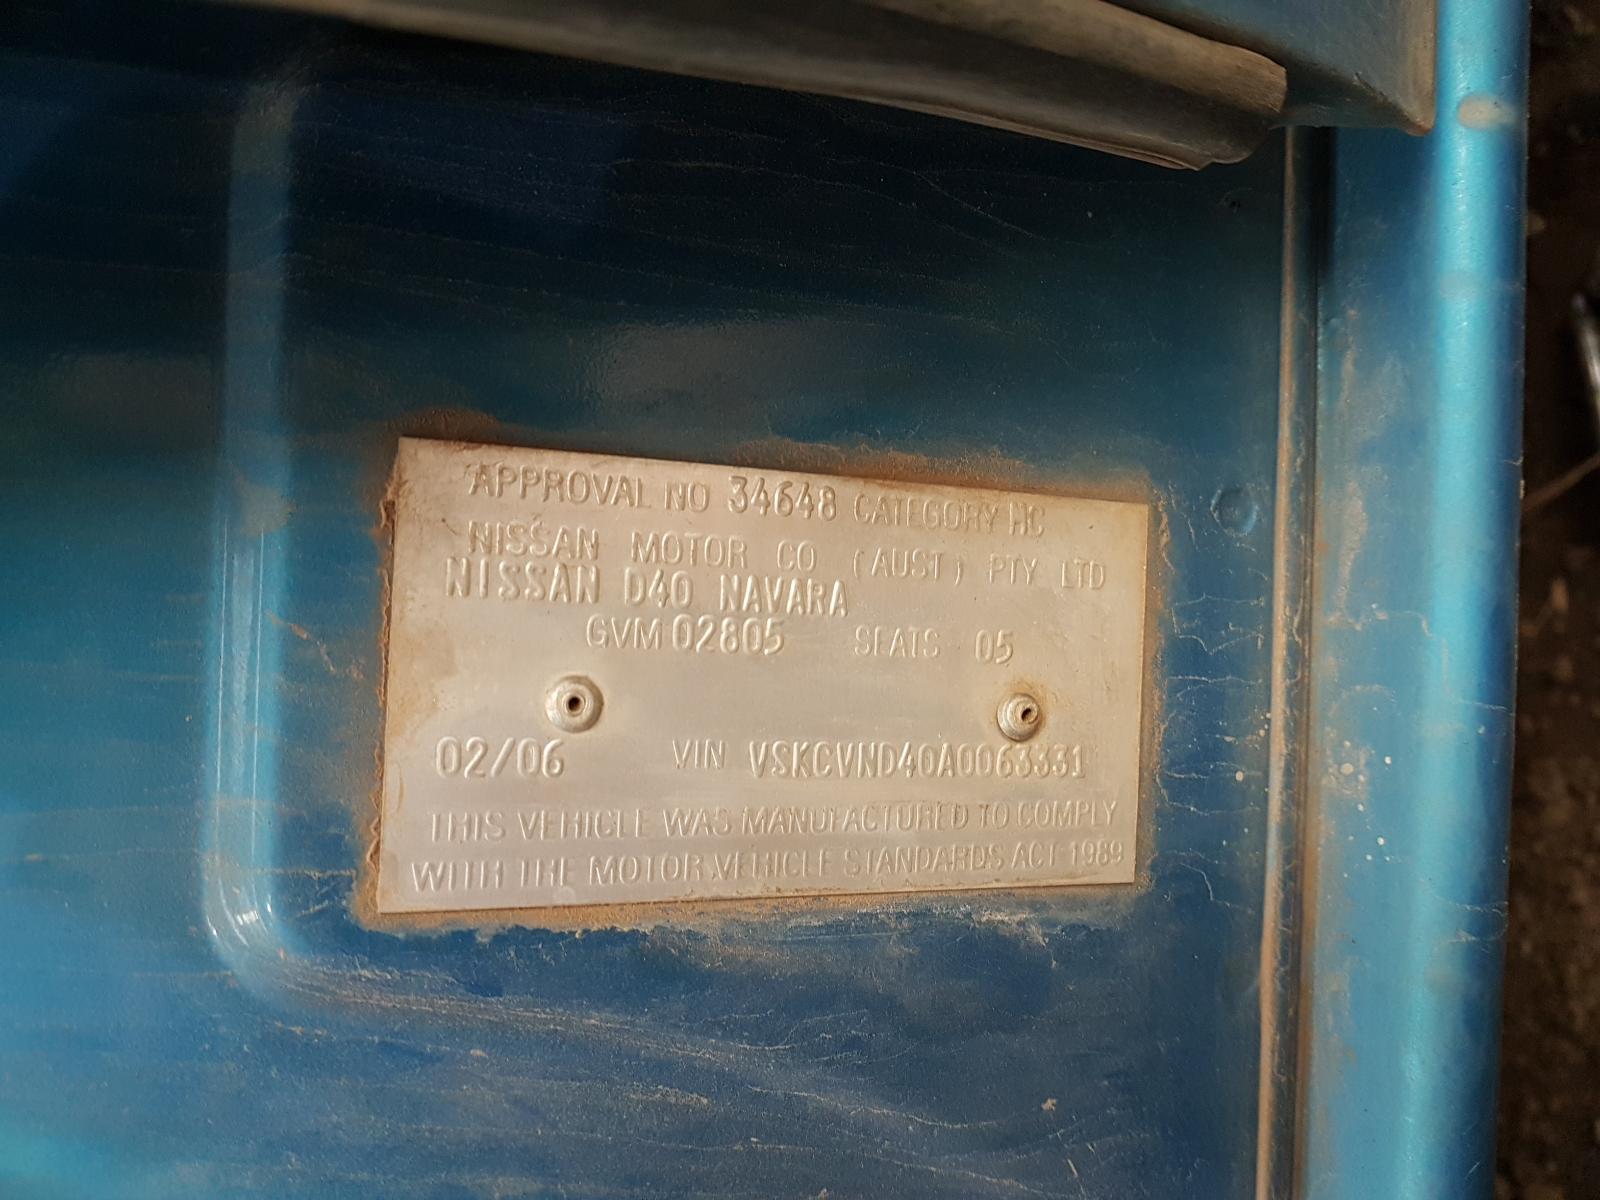 APPROVAL NO 34648 CATEGORY NC
NISSAN MOTOR CO (AUST) PTY LTD
NISSAN D40 NAVARA
GVM 02805 SEATS 05
02/06 VIN VSKCVND40A0063331
THIS VEHICLE WAS MANUFACTURED TO COMPLY
WITH THE MOTOR VEHICLE STANDARDS ACT 1989